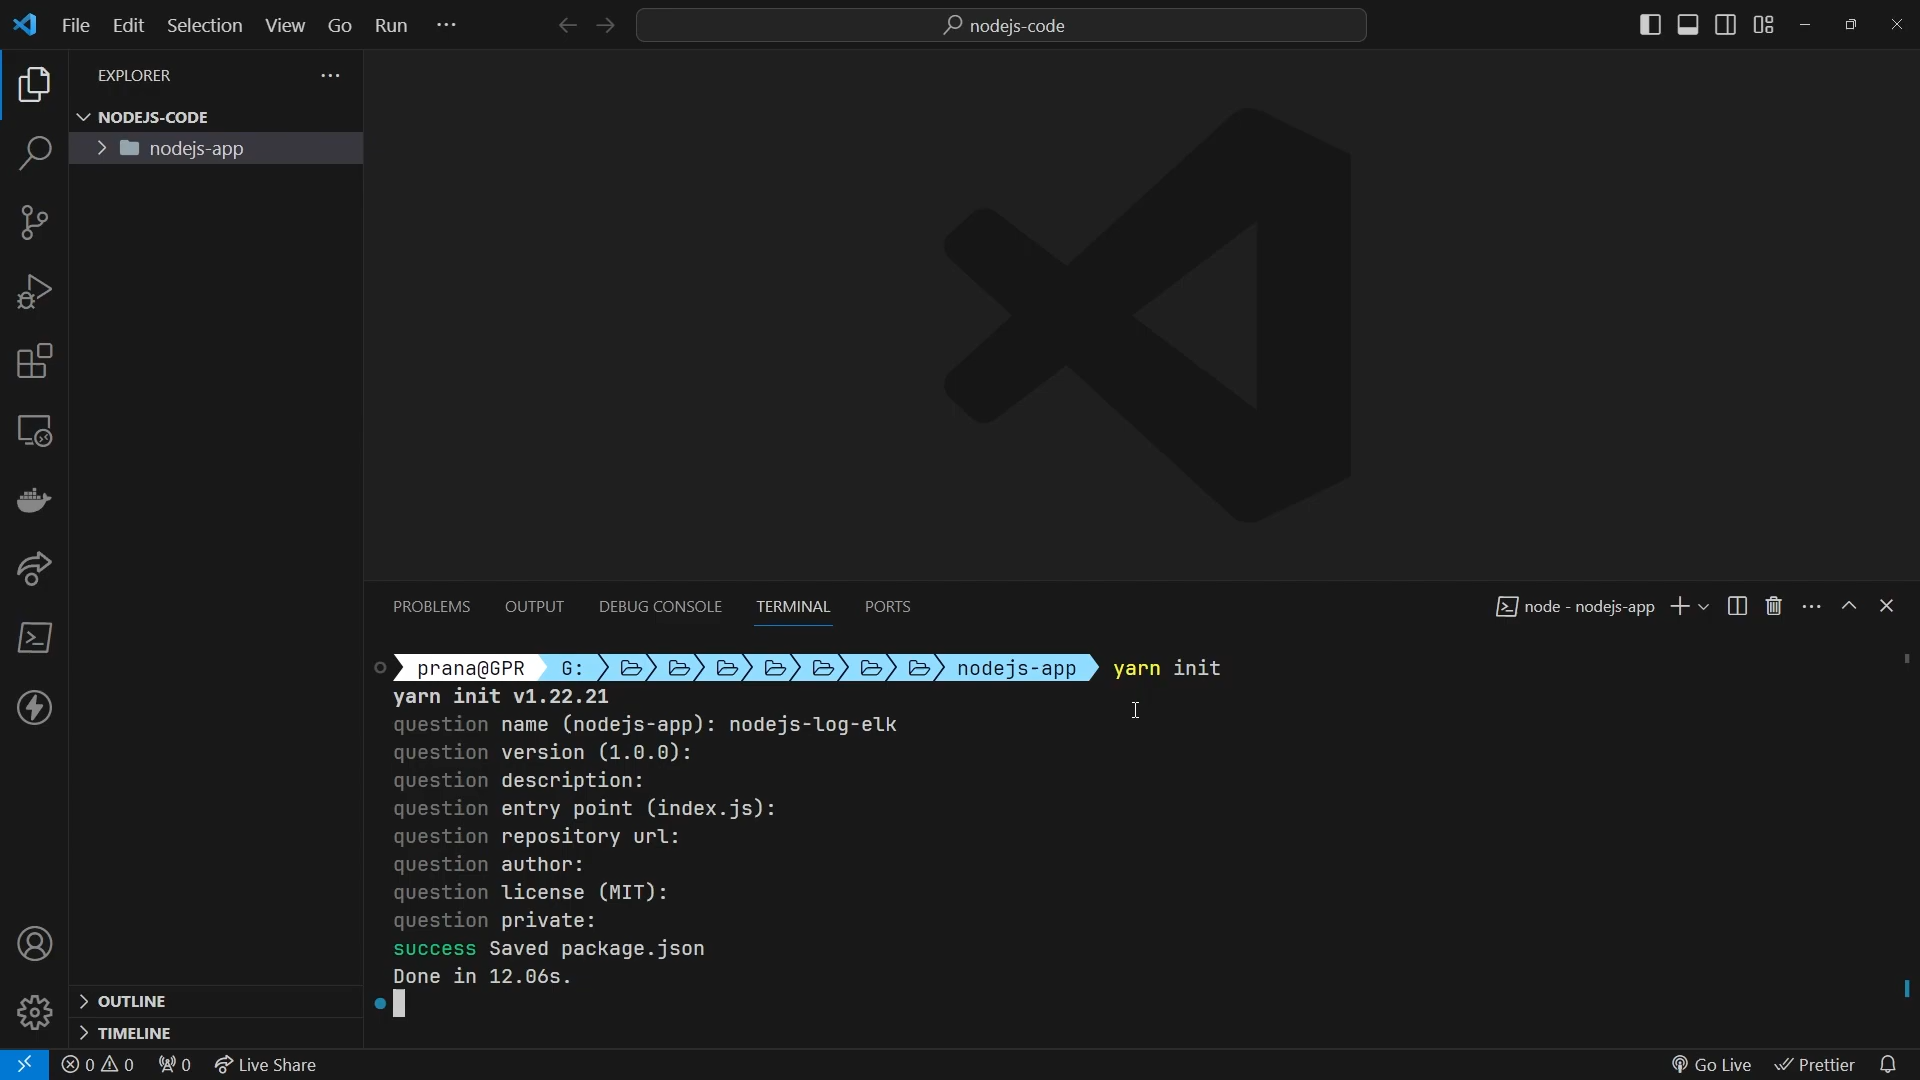 File Edit Selection View Go Run ···
nodejs-code
EXPLORER ···
NODEJS-CODE
nodejs-app
PROBLEMS OUTPUT DEBUG CONSOLE TERMINAL PORTS
node - nodejs-app
prana@GPR G: nodejs-app yarn init
yarn init v1.22.21
question name (nodejs-app): nodejs-log-elk
question version (1.0.0):
question description:
question entry point (index.js):
question repository url:
question author:
question license (MIT):
question private:
success Saved package.json
Done in 12.06s.
OUTLINE
TIMELINE
0 0 0 Live Share
Go Live Prettier